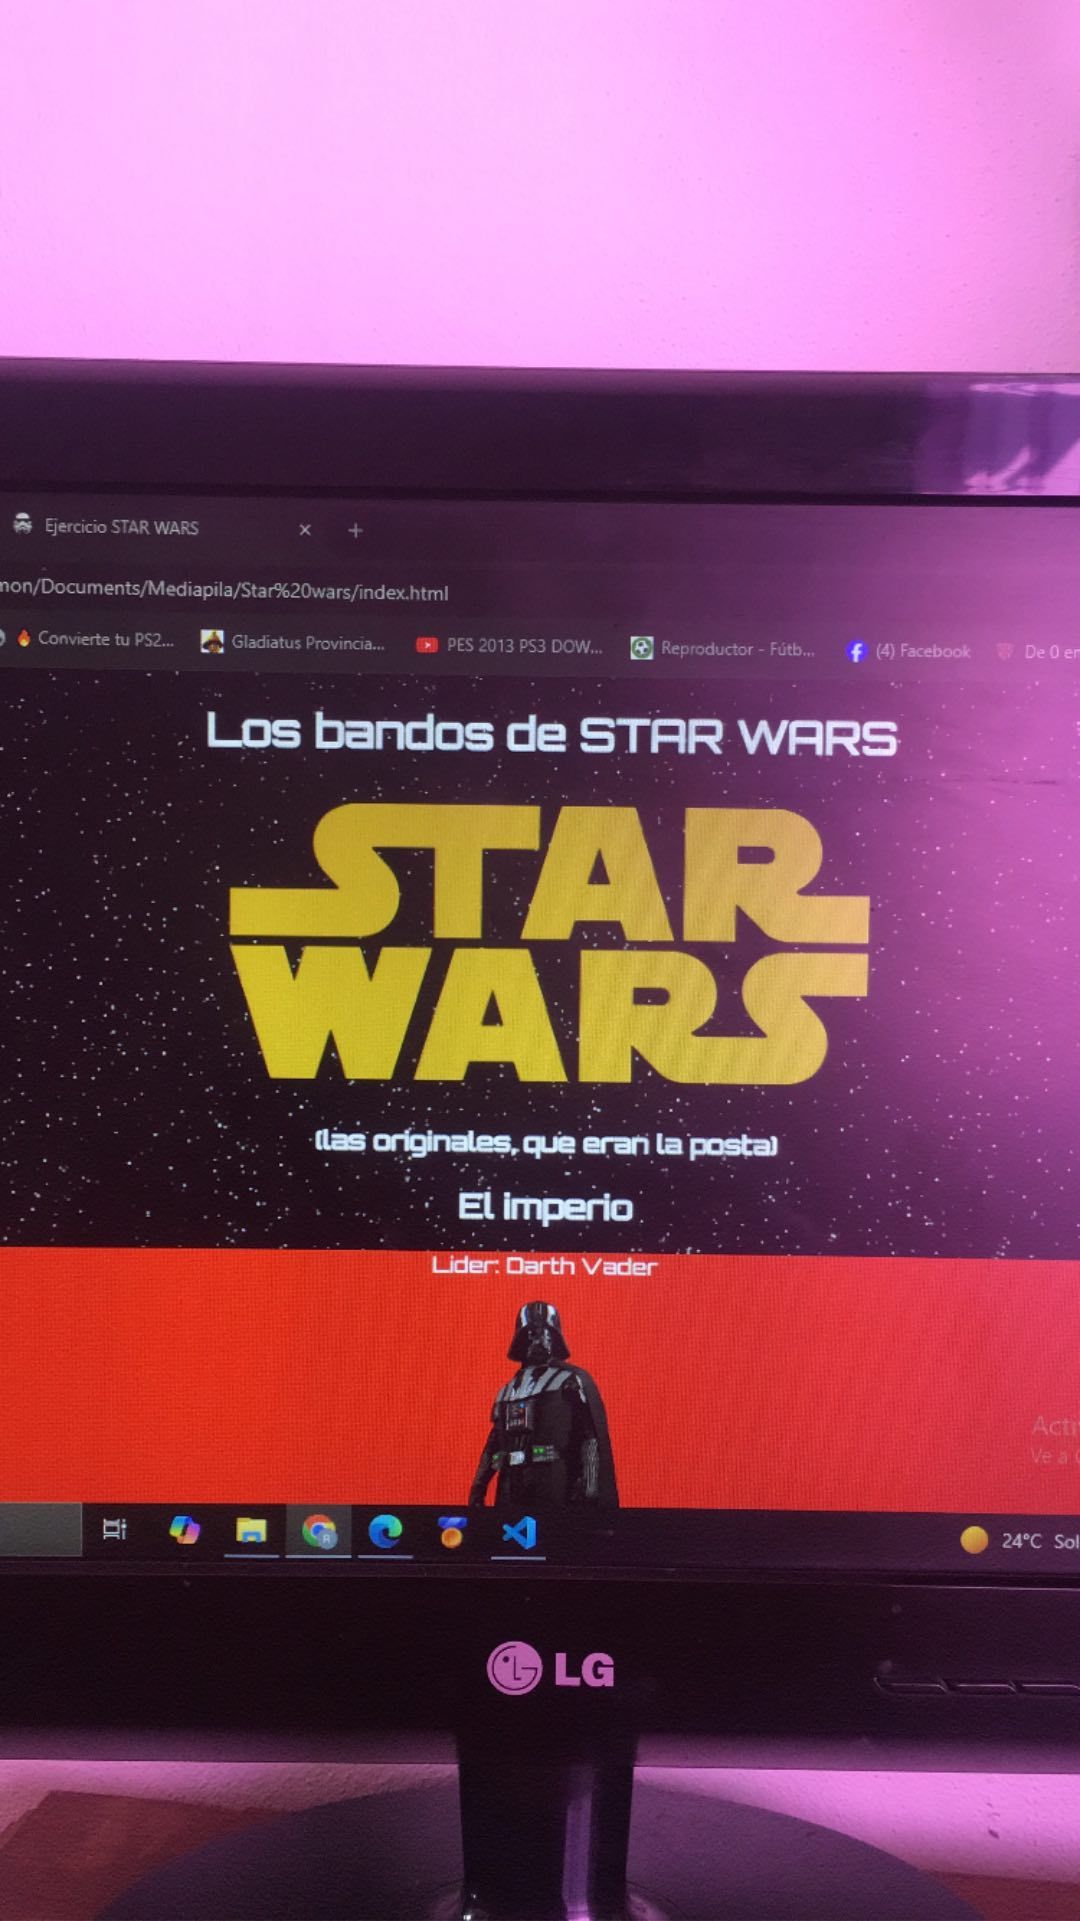 Ejercicio STAR WARS
mon/Documents/Mediapila/Star%20wars/index.html
Convierte tu PS2...
Gladiatus Provincia...
PES 2013 PS3 DOW...
Reproductor - Fútb...
(4) Facebook
De 0 en
Los bandos de STAR WARS
STAR
WARS
(las originales, que eran la posta)
El imperio
Lider: Darth Vader
Acti
Ve a C
R
24°C Sol
LG